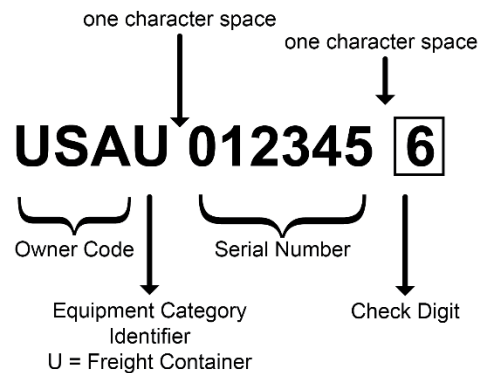 one character space
one character space
USAU 012345 6
Owner Code
Serial Number
Equipment Category
Identifier
U = Freight Container
Check Digit